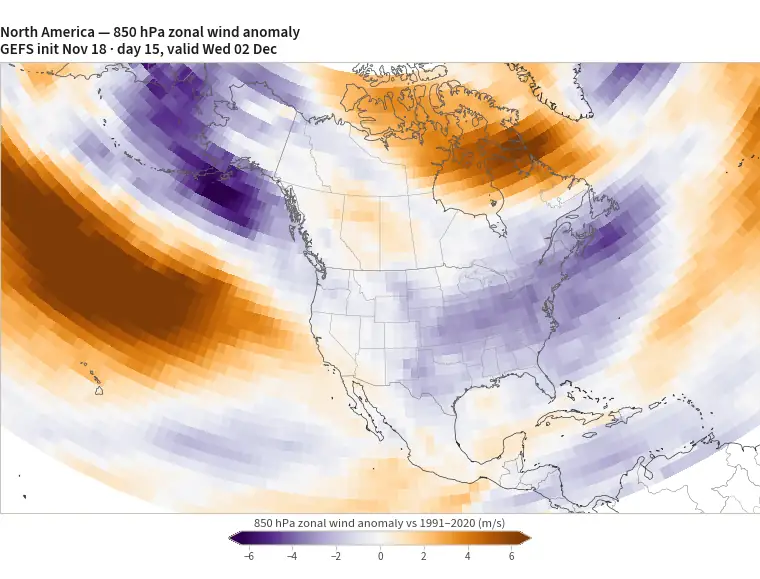 North America — 850 hPa zonal wind anomaly
GEFS init Nov 18 · day 15, valid Wed 02 Dec
850 hPa zonal wind anomaly vs 1991–2020 (m/s)
−6 −4 −2 0 2 4 6